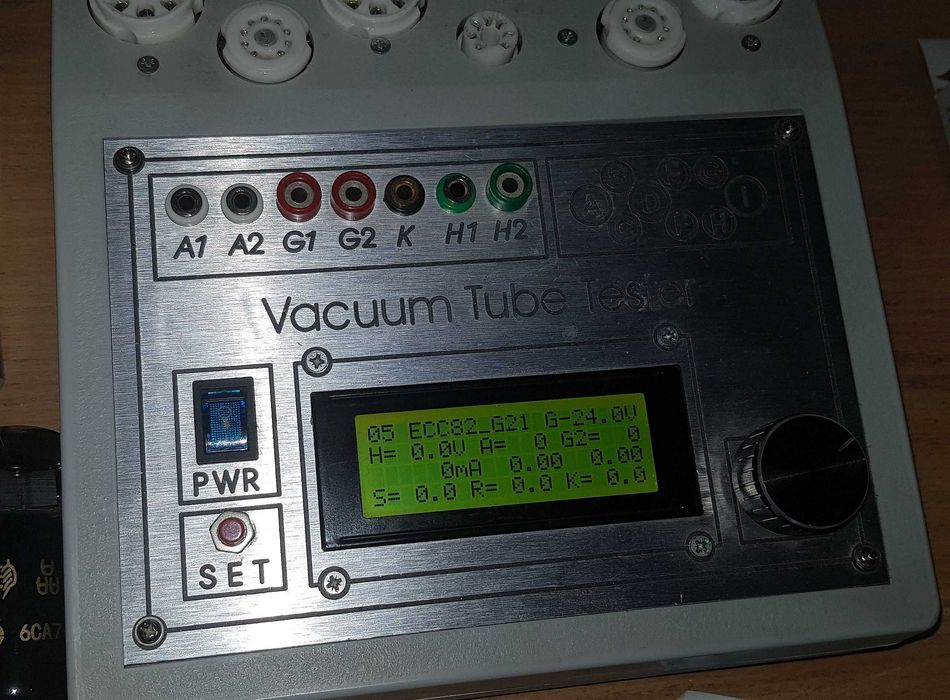 A1 A2 G1 G2 K H1 H2
Vacuum Tube Tester
05 ECC82_G21 G-24.0V
H= 0.0V A= 0 G2= 0
0mA 0.00 0.00
S= 0.0 R= 0.0 K= 0.0
PWR
SET
6CA7